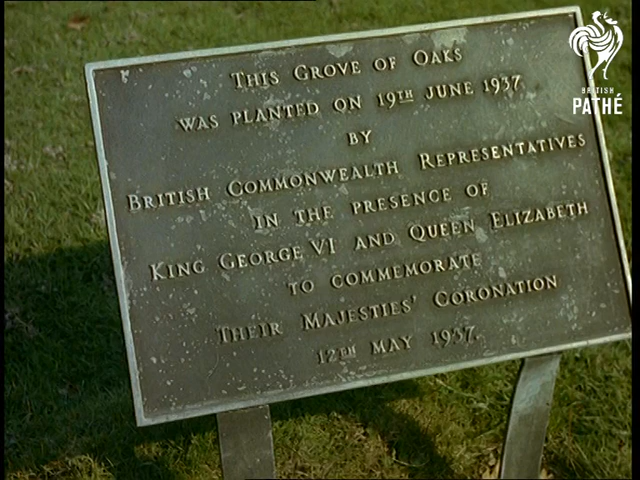 This Grove of Oaks
was planted on 19th June 1937
by
British Commonwealth Representatives
in the presence of
King George VI and Queen Elizabeth
to commemorate
Their Majesties' Coronation
12th May 1937.
BRITISH
PATHÉ